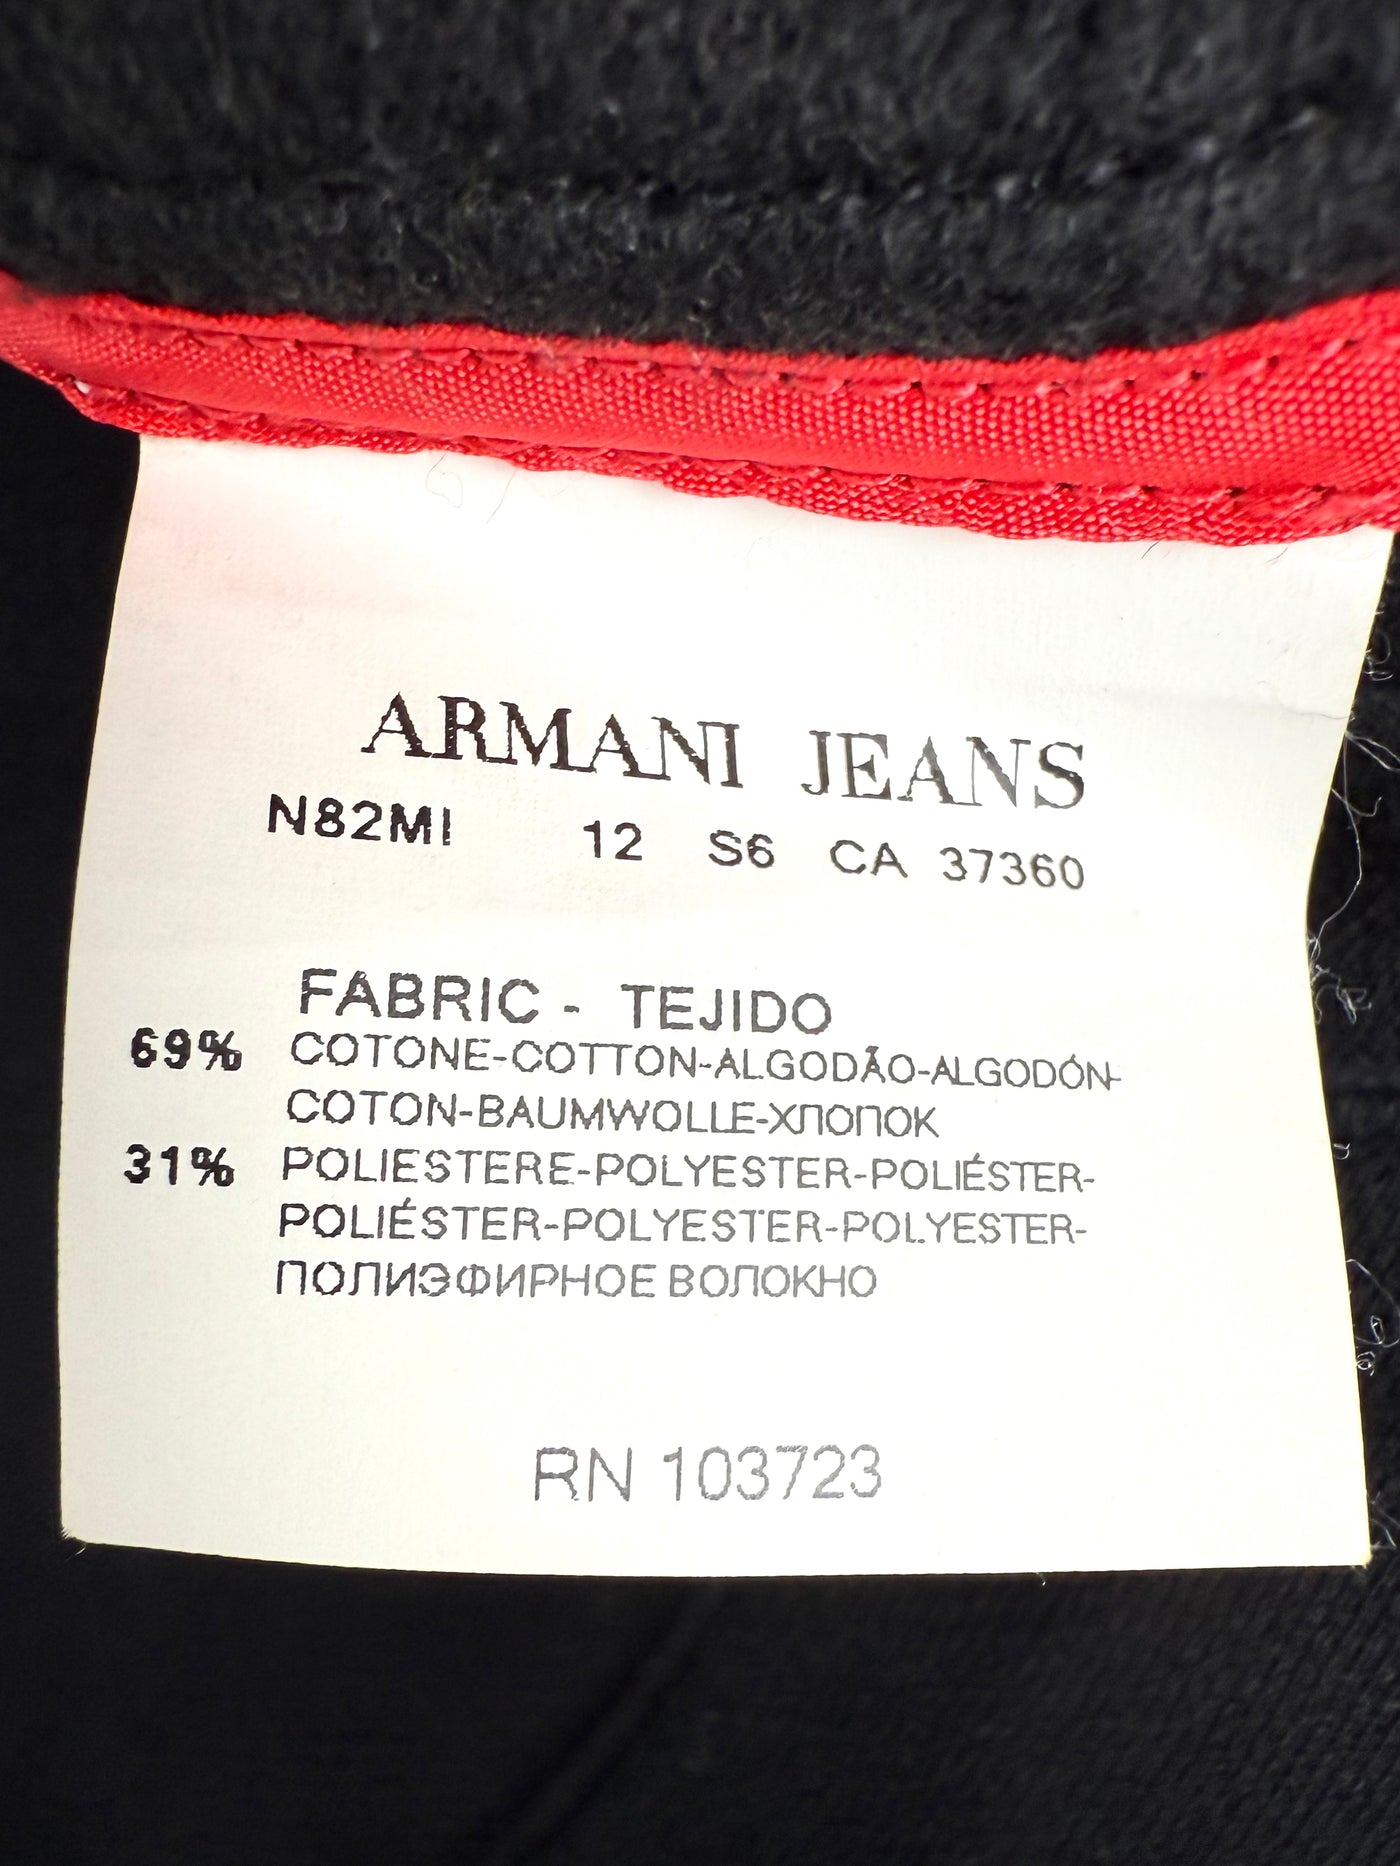 ARMANI JEANS
N82MI 12 S6 CA 37360
FABRIC - TEJIDO
69% COTONE-COTTON-ALGODÃO-ALGODÓN-
COTON-BAUMWOLLE-ХЛОПОК
31% POLIESTERE-POLYESTER-POLIÉSTER-
POLIÉSTER-POLYESTER-POLYESTER-
ПОЛИЭФИРНОЕ ВОЛОКНО
RN 103723